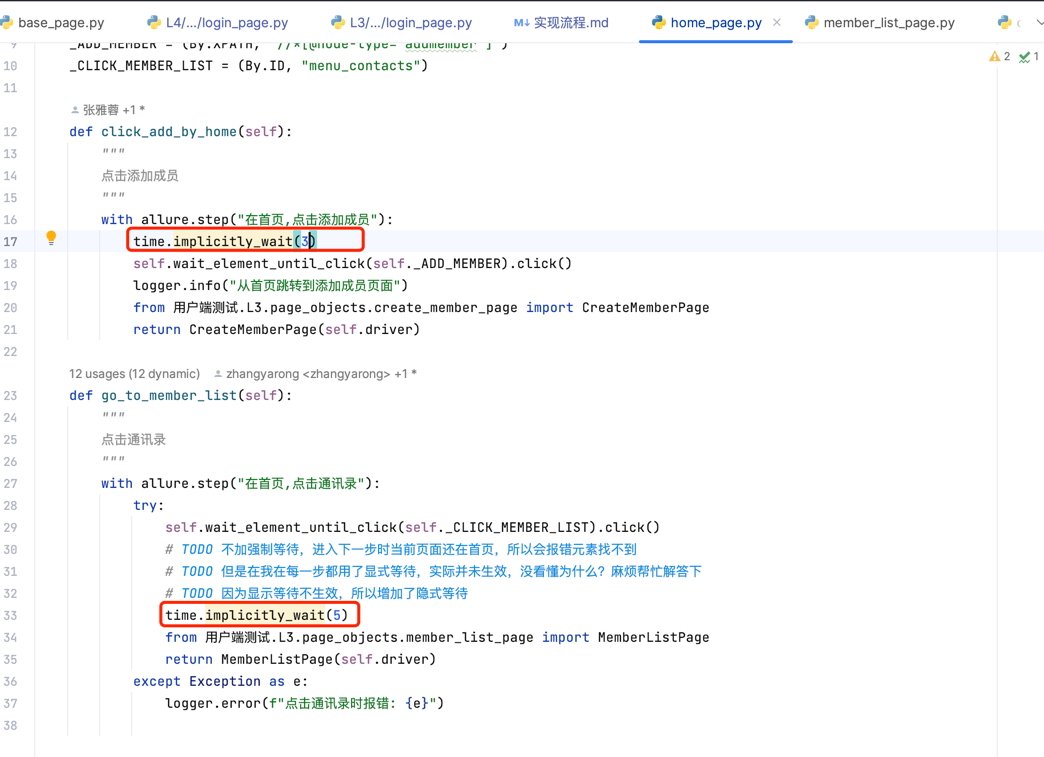 base_page.py L4/.../login_page.py L3/.../login_page.py M↓ 实现流程.md home_page.py × member_list_page.py
9 _ADD_MEMBER = (By.XPATH, "//*[@node-type='addmember']")
10 _CLICK_MEMBER_LIST = (By.ID, "menu_contacts") 2 1
11
张雅蓉 +1 *
12 def click_add_by_home(self):
13 """
14 点击添加成员
15 """
16 with allure.step("在首页,点击添加成员"):
17 time.implicitly_wait(3)
18 self.wait_element_until_click(self._ADD_MEMBER).click()
19 logger.info("从首页跳转到添加成员页面")
20 from 用户端测试.L3.page_objects.create_member_page import CreateMemberPage
21 return CreateMemberPage(self.driver)
22
12 usages (12 dynamic) zhangyarong <zhangyarong> +1 *
23 def go_to_member_list(self):
24 """
25 点击通讯录
26 """
27 with allure.step("在首页,点击通讯录"):
28 try:
29 self.wait_element_until_click(self._CLICK_MEMBER_LIST).click()
30 # TODO 不加强制等待，进入下一步时当前页面还在首页，所以会报错元素找不到
31 # TODO 但是在我在每一步都用了显式等待，实际并未生效，没看懂为什么？麻烦帮忙解答下
32 # TODO 因为显示等待不生效，所以增加了隐式等待
33 time.implicitly_wait(5)
34 from 用户端测试.L3.page_objects.member_list_page import MemberListPage
35 return MemberListPage(self.driver)
36 except Exception as e:
37 logger.error(f"点击通讯录时报错: {e}")
38